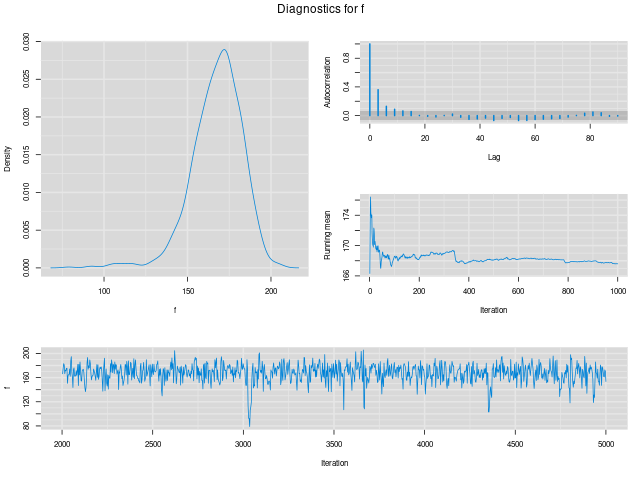 Diagnostics for f
Density
0.000 0.005 0.010 0.015 0.020 0.025 0.030
100 150 200
f
Autocorrelation
0.0 0.4 0.8
0 20 40 60 80
Lag
Running mean
166 170 174
0 200 400 600 800 1000
Iteration
f
80 120 160 200
2000 2500 3000 3500 4000 4500 5000
Iteration